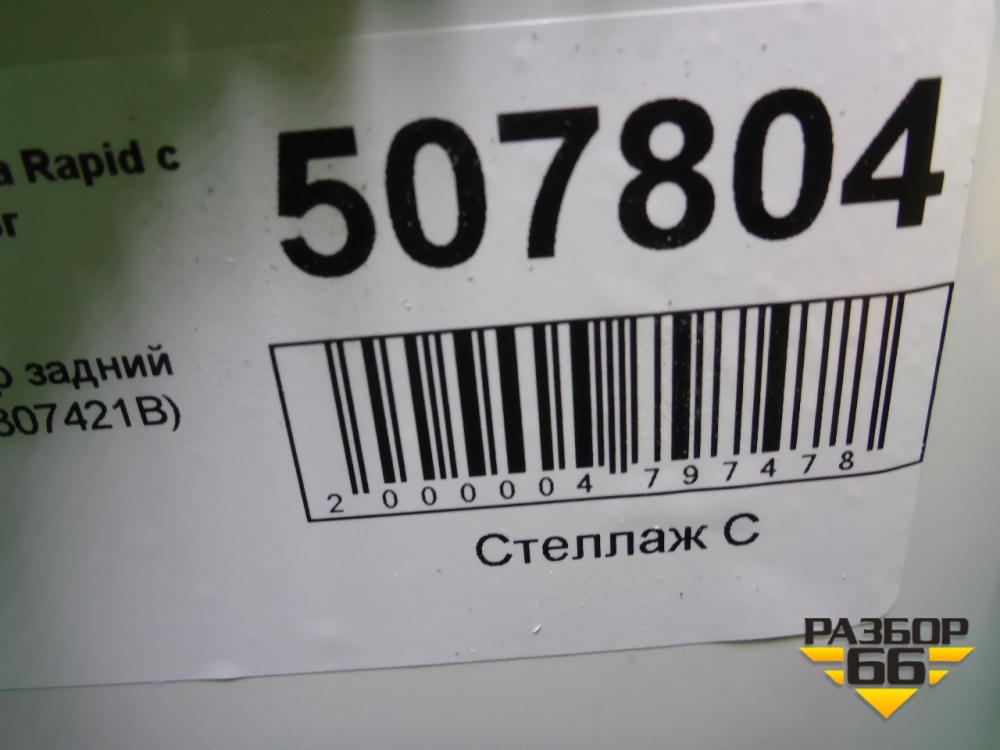 507804
a Rapid с
г
задний
807421B)
2 000004 797478
Стеллаж С
РАЗБОР
66